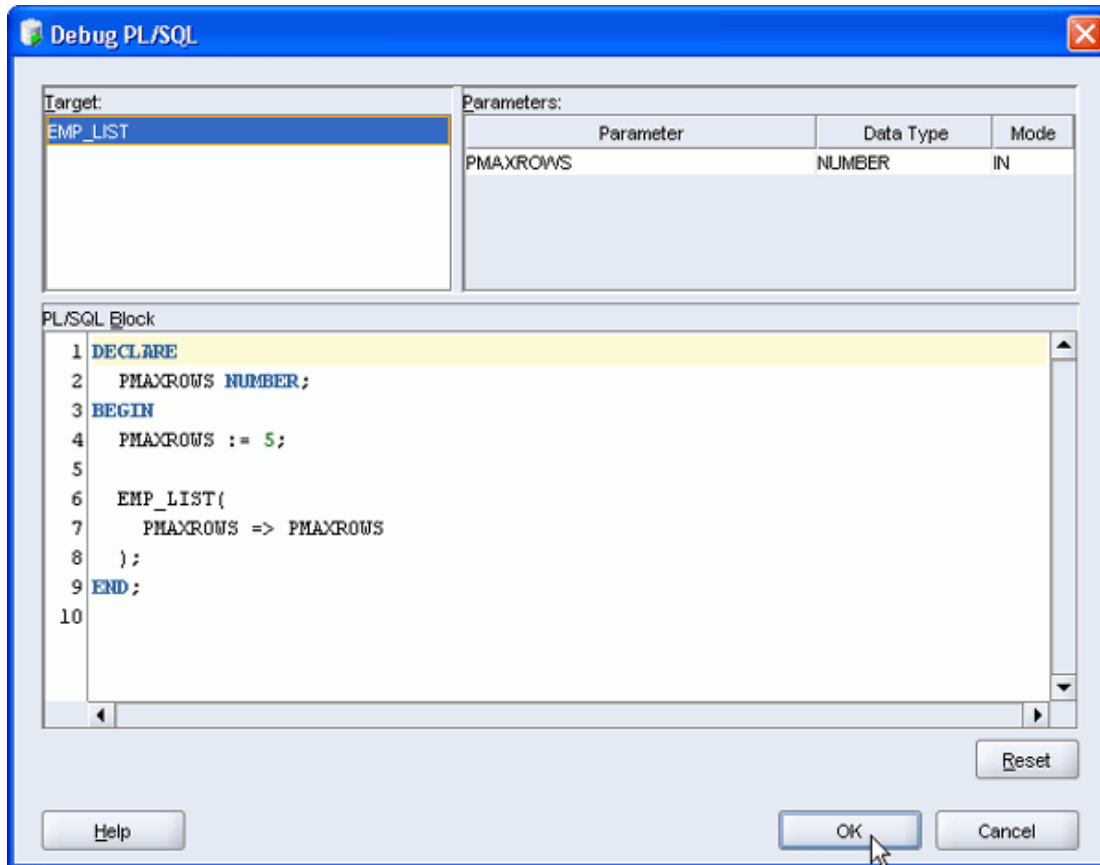 Debug PL/SQL
Target:
EMP_LIST
Parameters:
Parameter Data Type Mode
PMAXROWS NUMBER IN
PL/SQL Block
1 DECLARE
2   PMAXROWS NUMBER;
3 BEGIN
4   PMAXROWS := 5;
5
6   EMP_LIST(
7     PMAXROWS => PMAXROWS
8   );
9 END;
10
Reset
Help OK Cancel